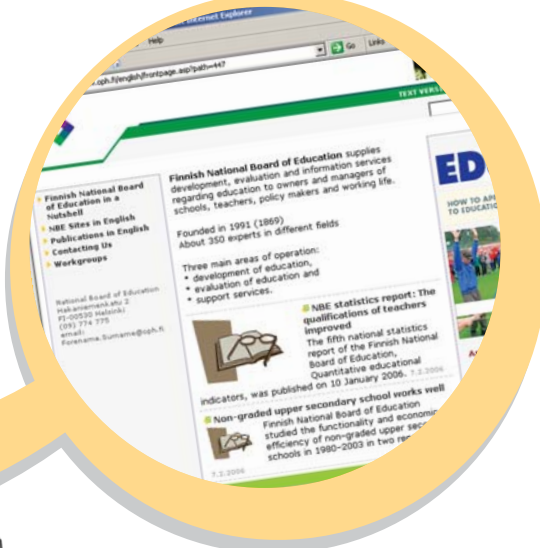 Internet Explorer
Help
Go
Links
.oph.fi/english/frontpage.asp?path=447
TEXT VERS
Finnish National Board
of Education in a
Nutshell
NBE Sites in English
Publications in English
Contacting Us
Workgroups
National Board of Education
Hakaniemenkatu 2
FI-00530 Helsinki
(09) 774 775
email:
Forename.Surname@oph.fi
Finnish National Board of Education supplies
development, evaluation and information services
regarding education to owners and managers of
schools, teachers, policy makers and working life.
Founded in 1991 (1869)
About 350 experts in different fields
Three main areas of operation:
* development of education,
* evaluation of education and
* support services.
NBE statistics report: The
qualifications of teachers
improved
The fifth national statistics
report of the Finnish National
Board of Education,
Quantitative educational
indicators, was published on 10 January 2006. 7.2.2006
Non-graded upper secondary school works well
Finnish National Board of Education
studied the functionality and economic
efficiency of non-graded upper sec
schools in 1980-2003 in two re
7.2.2006
ED
HOW TO AP
TO EDUCATIO